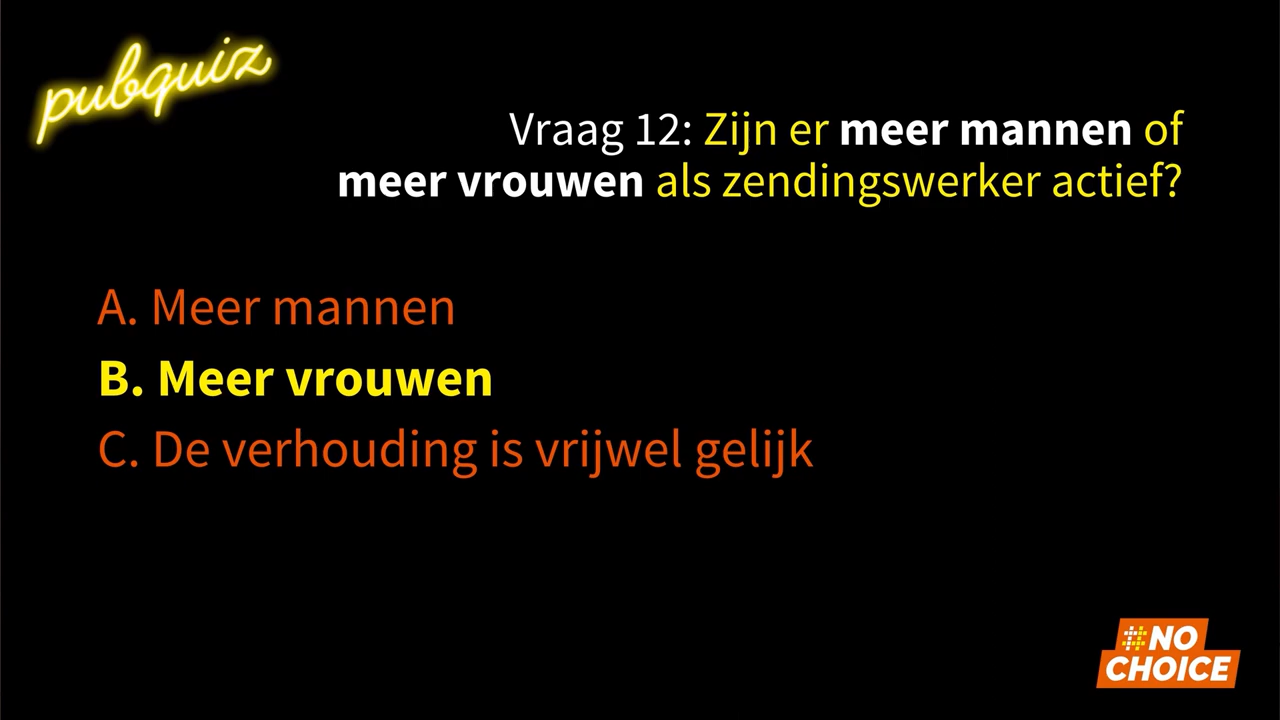 pubquiz
Vraag 12: Zijn er meer mannen of
meer vrouwen als zendingswerker actief?
A. Meer mannen
B. Meer vrouwen
C. De verhouding is vrijwel gelijk
#NO
CHOICE